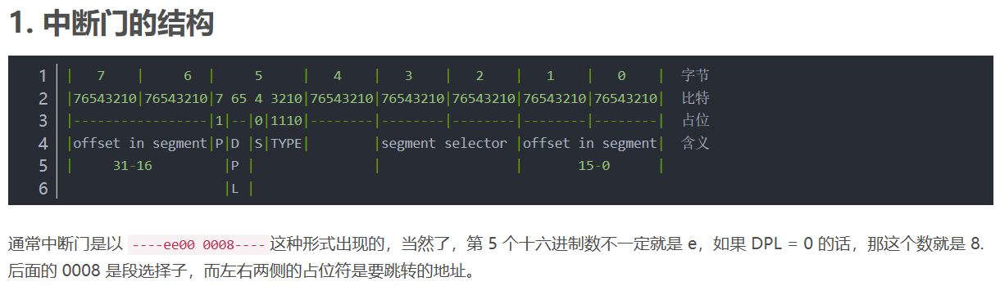 1. 中断门的结构
1 |   7    |     6  |     5     |   4    |   3    |   2    |   1    |   0    |  字节
2 |76543210|76543210|7 65 4 3210|76543210|76543210|76543210|76543210|76543210|  比特
3 |-----------------|1|--|0|1110|--------|--------|--------|--------|--------|  占位
4 |offset in segment|P|D |S|TYPE|        |segment selector |offset in segment|  含义
5 |     31-16         |P |               |                 |       15-0      |
6                     |L |
通常中断门是以 ----ee00 0008---- 这种形式出现的，当然了，第 5 个十六进制数不一定就是 e，如果 DPL = 0 的话，那这个数就是 8.
后面的 0008 是段选择子，而左右两侧的占位符是要跳转的地址。